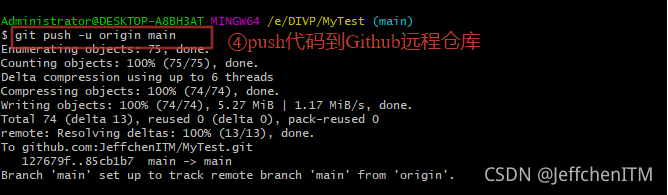 Administrator@DESKTOP-A8BH3AT MINGW64 /e/DIVP/MyTest (main)
$ git push -u origin main
④push代码到Github远程仓库
Enumerating objects: 75, done.
Counting objects: 100% (75/75), done.
Delta compression using up to 6 threads
Compressing objects: 100% (74/74), done.
Writing objects: 100% (74/74), 5.27 MiB | 1.17 MiB/s, done.
Total 74 (delta 13), reused 0 (delta 0), pack-reused 0
remote: Resolving deltas: 100% (13/13), done.
To github.com:JeffchenITM/MyTest.git
127679f..85cb1b7 main -> main
Branch 'main' set up to track remote branch 'main' from 'origin'.
CSDN @JeffchenITM